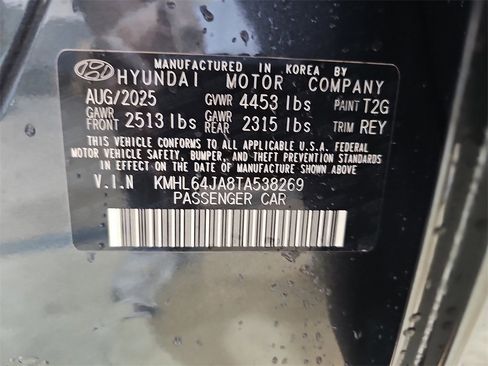 MANUFACTURED IN KOREA BY
HYUNDAI MOTOR COMPANY
AUG/2025 GVWR 4453 lbs PAINT T2G
GAWR FRONT 2513 lbs GAWR REAR 2315 lbs TRIM REY
THIS VEHICLE CONFORMS TO ALL APPLICABLE U.S.A. FEDERAL
MOTOR VEHICLE SAFETY, BUMPER, AND THEFT PREVENTION
STANDARDS IN EFFECT ON THE DATE OF MANUFACTURE SHOWN ABOVE.
V.I.N KMHL64JA8TA538269
PASSENGER CAR